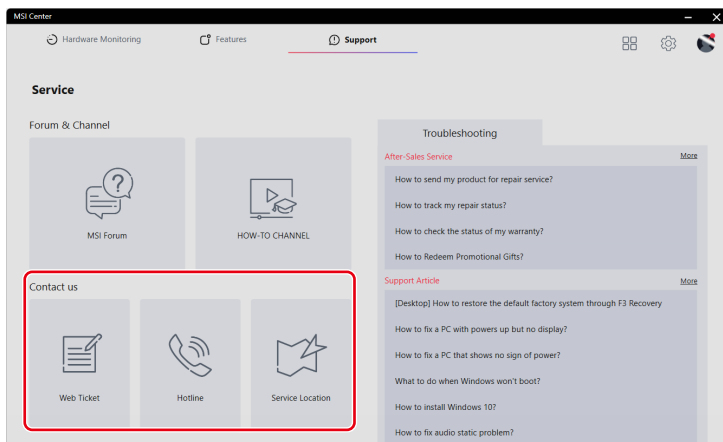 MSI Center
Hardware Monitoring
Features
Support
Service
Forum & Channel
MSI Forum
HOW-TO CHANNEL
Contact us
Web Ticket
Hotline
Service Location
Troubleshooting
After-Sales Service
More
How to send my product for repair service?
How to track my repair status?
How to check the status of my warranty?
How to Redeem Promotional Gifts?
Support Article
More
[Desktop] How to restore the default factory system through F3 Recovery
How to fix a PC with powers up but no display?
How to fix a PC that shows no sign of power?
What to do when Windows won't boot?
How to install Windows 10?
How to fix audio static problem?